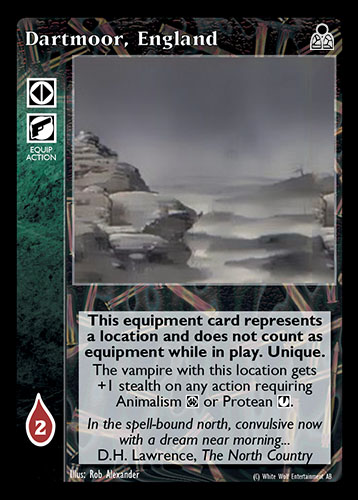 Dartmoor, England
EQUIP
ACTION
This equipment card represents
a location and does not count as
equipment while in play. Unique.
The vampire with this location gets
+1 stealth on any action requiring
Animalism or Protean .
In the spell-bound north, convulsive now
with a dream near morning...
D.H. Lawrence, The North Country
2
Illus: Rob Alexander
(C) White Wolf Entertainment AB